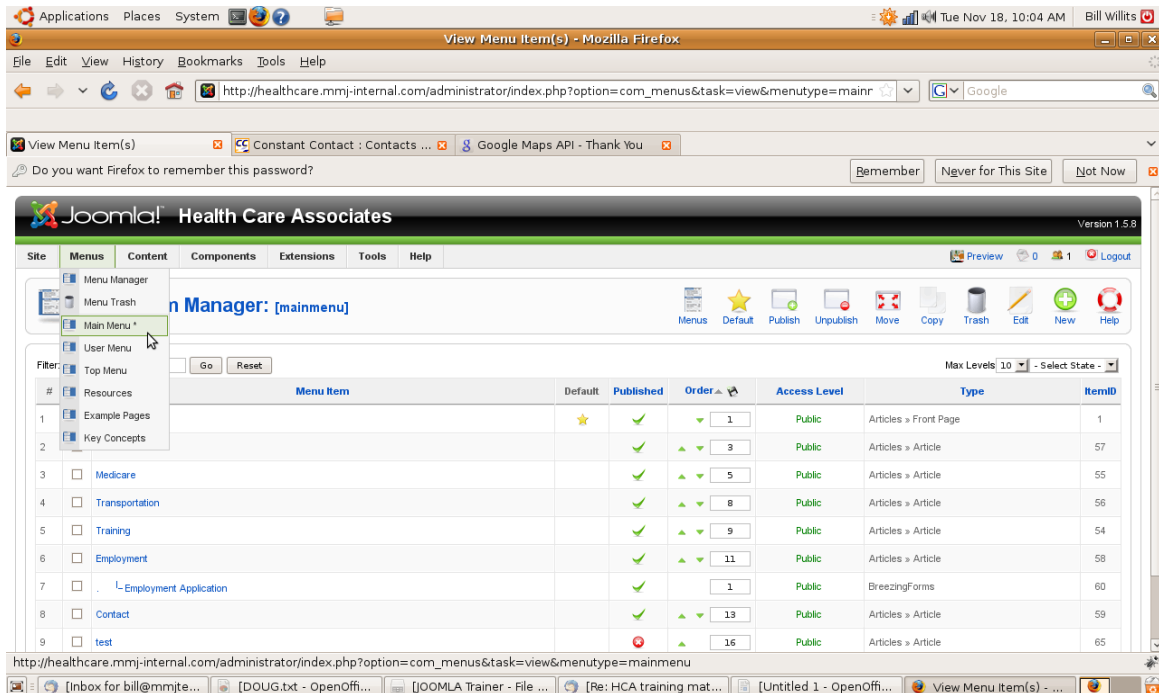 Applications Places System Tue Nov 18, 10:04 AM Bill Willits
View Menu Item(s) - Mozilla Firefox
File Edit View History Bookmarks Tools Help
http://healthcare.mmj-internal.com/administrator/index.php?option=com_menus&task=view&menutype=mainr G Google
View Menu Item(s) CC Constant Contact : Contacts ... Google Maps API - Thank You
Do you want Firefox to remember this password? Remember Never for This Site Not Now
Joomla! Health Care Associates
Version 1.5.8
Site Menus Content Components Extensions Tools Help Preview 0 1 Logout
Menu Manager
Menu Trash
Main Menu *
User Menu
Top Menu
Resources
Example Pages
Key Concepts
Manager: [mainmenu]
Menus Default Publish Unpublish Move Copy Trash Edit New Help
Filter: Go Reset Max Levels 10 - Select State -
# Menu Item Default Published Order Access Level Type ItemID
1 1 Public Articles » Front Page 1
2 3 Public Articles » Article 57
3 Medicare 5 Public Articles » Article 55
4 Transportation 8 Public Articles » Article 56
5 Training 9 Public Articles » Article 54
6 Employment 11 Public Articles » Article 58
7 . Employment Application 1 Public BreezingForms 60
8 Contact 13 Public Articles » Article 59
9 test 16 Public Articles » Article 65
http://healthcare.mmj-internal.com/administrator/index.php?option=com_menus&task=view&menutype=mainmenu
[Inbox for bill@mmjte... [DOUG.txt - OpenOffi... [JOOMLA Trainer - File ... [Re: HCA training mat... [Untitled 1 - OpenOffi... View Menu Item(s) - ...